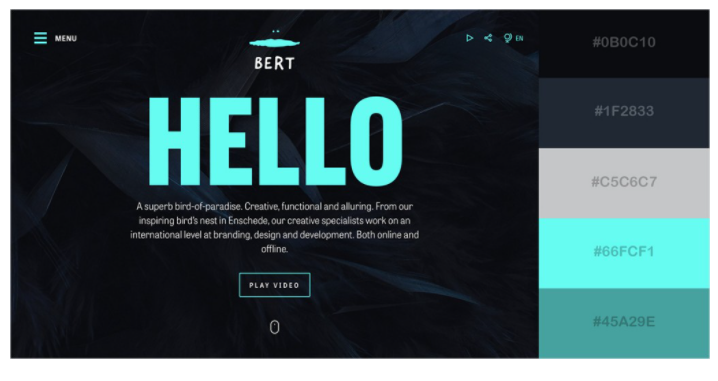 MENU
EN
BERT
HELLO
A superb bird-of-paradise. Creative, functional and alluring. From our
inspiring bird's nest in Enschede, our creative specialists work on an
international level at branding, design and development. Both online and
offline.
PLAY VIDEO
#0B0C10
#1F2833
#C5C6C7
#66FCF1
#45A29E